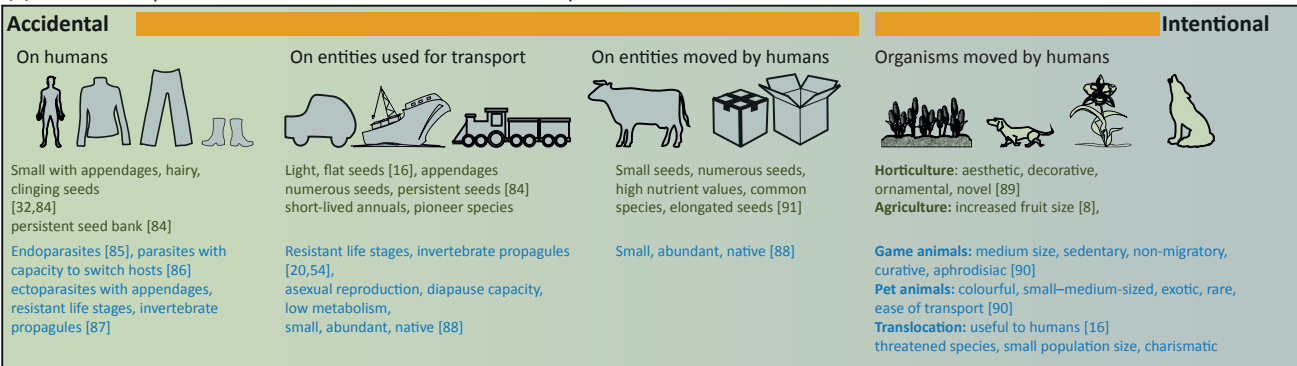 Accidental
Intentional
On humans
On entities used for transport
On entities moved by humans
Organisms moved by humans
Small with appendages, hairy,
clinging seeds
[32,84]
persistent seed bank [84]
Light, flat seeds [16], appendages
numerous seeds, persistent seeds [84]
short-lived annuals, pioneer species
Small seeds, numerous seeds,
high nutrient values, common
species, elongated seeds [91]
Horticulture: aesthetic, decorative,
ornamental, novel [89]
Agriculture: increased fruit size [8],
Endoparasites [85], parasites with
capacity to switch hosts [86]
ectoparasites with appendages,
resistant life stages, invertebrate
propagules [87]
Resistant life stages, invertebrate propagules
[20,54],
asexual reproduction, diapause capacity,
low metabolism,
small, abundant, native [88]
Small, abundant, native [88]
Game animals: medium size, sedentary, non-migratory,
curative, aphrodisiac [90]
Pet animals: colourful, small–medium-sized, exotic, rare,
ease of transport [90]
Translocation: useful to humans [16]
threatened species, small population size, charismatic